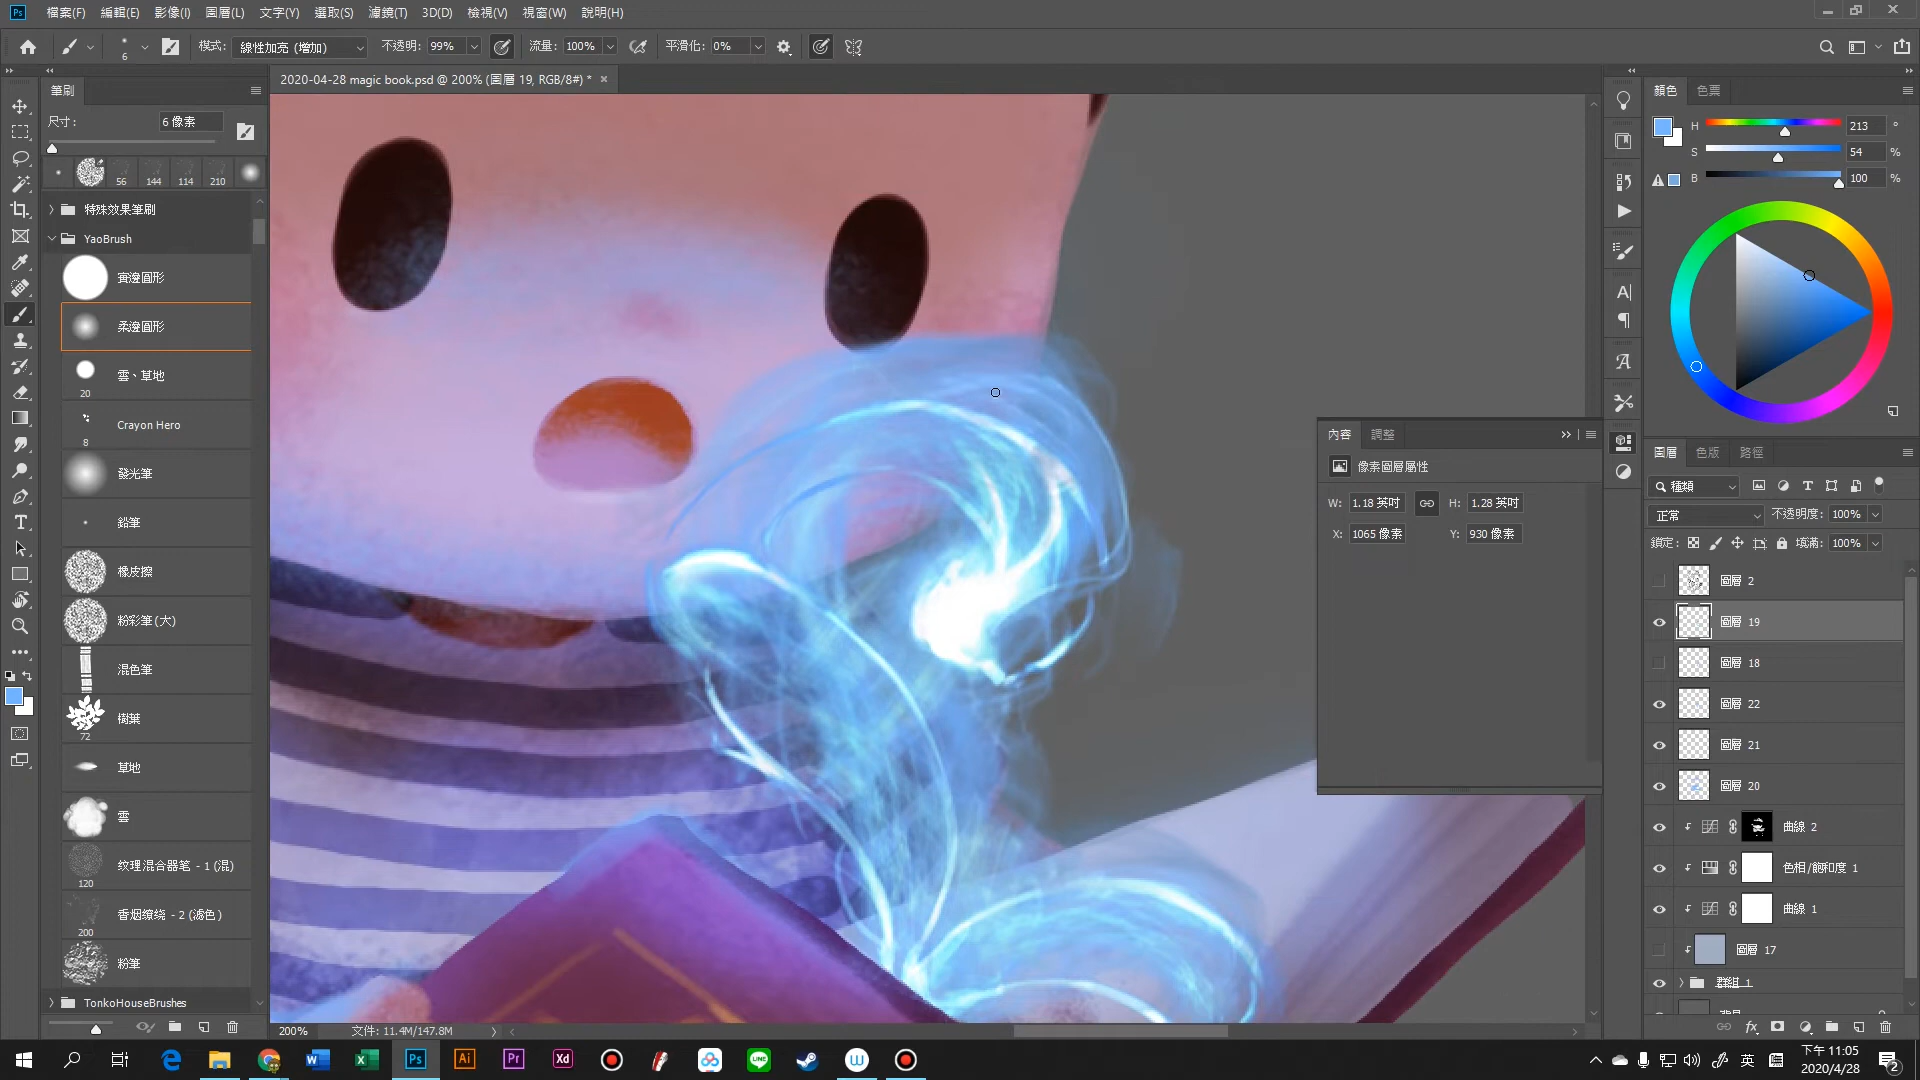 檔案(F) 編輯(E) 影像(I) 圖層(L) 文字(Y) 選取(S) 濾鏡(T) 3D(D) 檢視(V) 視窗(W) 說明(H)
6 模式: 線性加亮 (增加) 不透明: 99% 流量: 100% 平滑化: 0%
2020-04-28 magic book.psd @ 200% (圖層 19, RGB/8#) *
筆刷
尺寸: 6 像素
56 144 114 210
特殊效果筆刷
YaoBrush
實邊圓形
柔邊圓形
雲、草地
20
Crayon Hero
8
發光筆
鉛筆
橡皮擦
粉彩筆 (大)
混色筆
樹葉
72
草地
雲
纹理混合器笔 - 1 (混)
120
香烟缭绕 - 2 (滤色)
200
粉筆
TonkoHouseBrushes
200% 文件: 11.4M/147.8M
內容 調整
像素圖層屬性
W: 1.18 英吋 H: 1.28 英吋
X: 1065 像素 Y: 930 像素
顏色 色票
H 213 °
S 54 %
B 100 %
圖層 色版 路徑
種類
正常 不透明度: 100%
鎖定: 填滿: 100%
圖層 2
圖層 19
圖層 18
圖層 22
圖層 21
圖層 20
曲線 2
色相/飽和度 1
曲線 1
圖層 17
群組 1
背景
fx
Ps Ai Pr Xd LINE 英
下午 11:05
2020/4/28
2